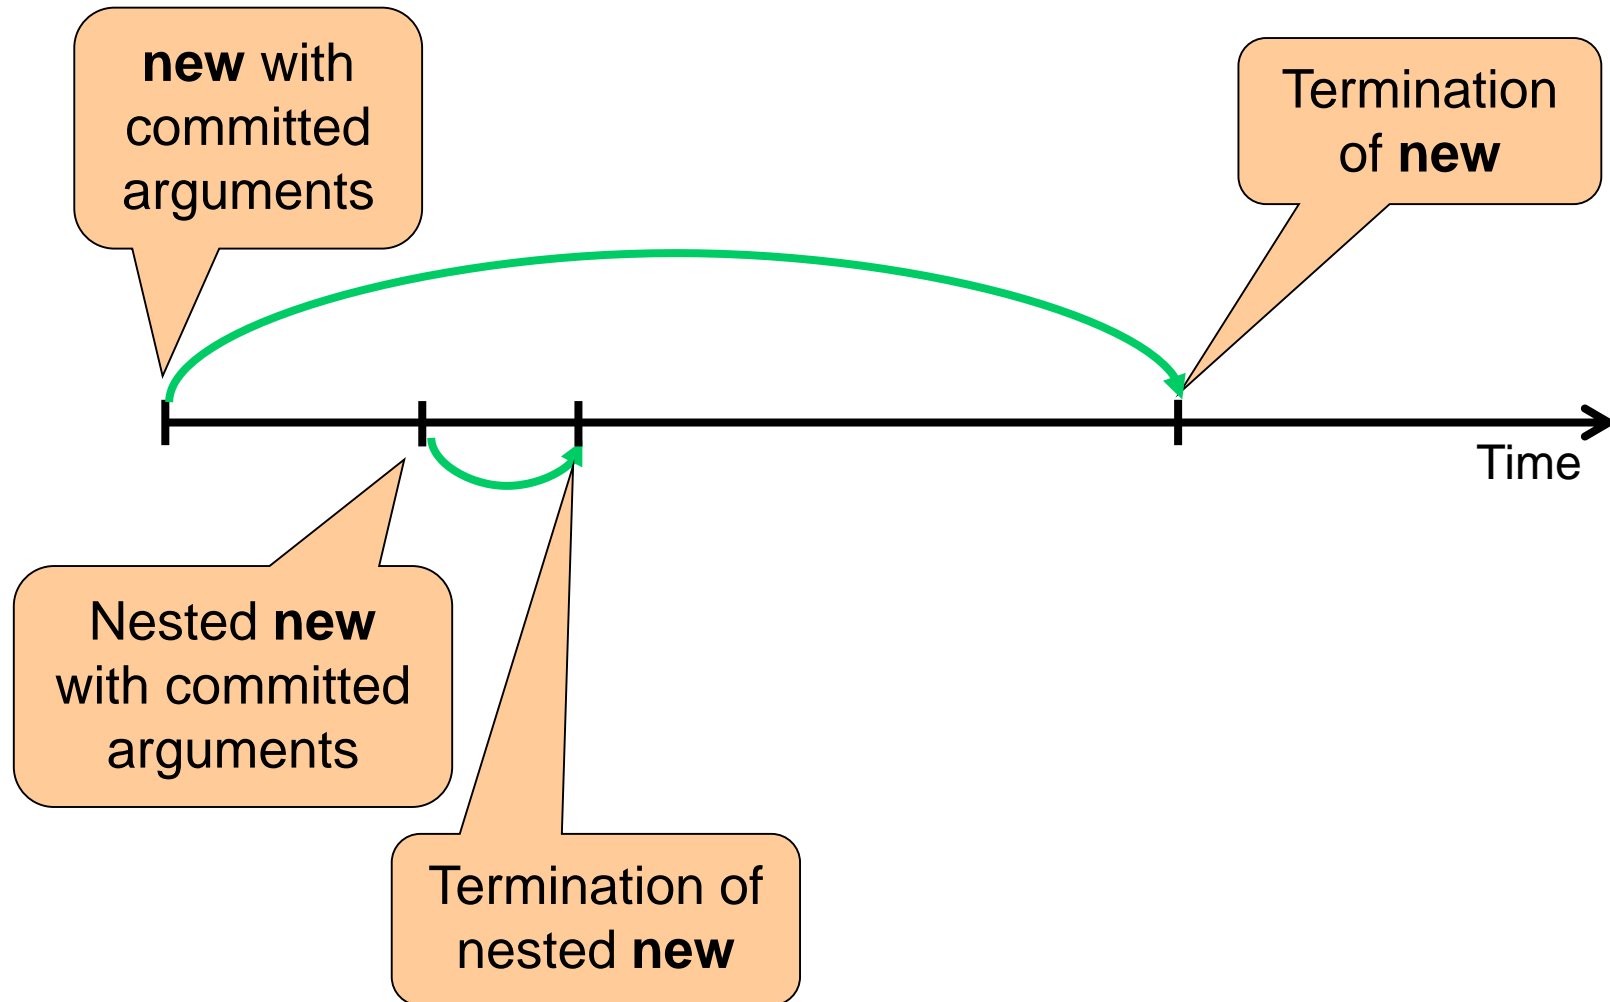 new with
committed
arguments
Termination
of new
Time
Nested new
with committed
arguments
Termination of
nested new